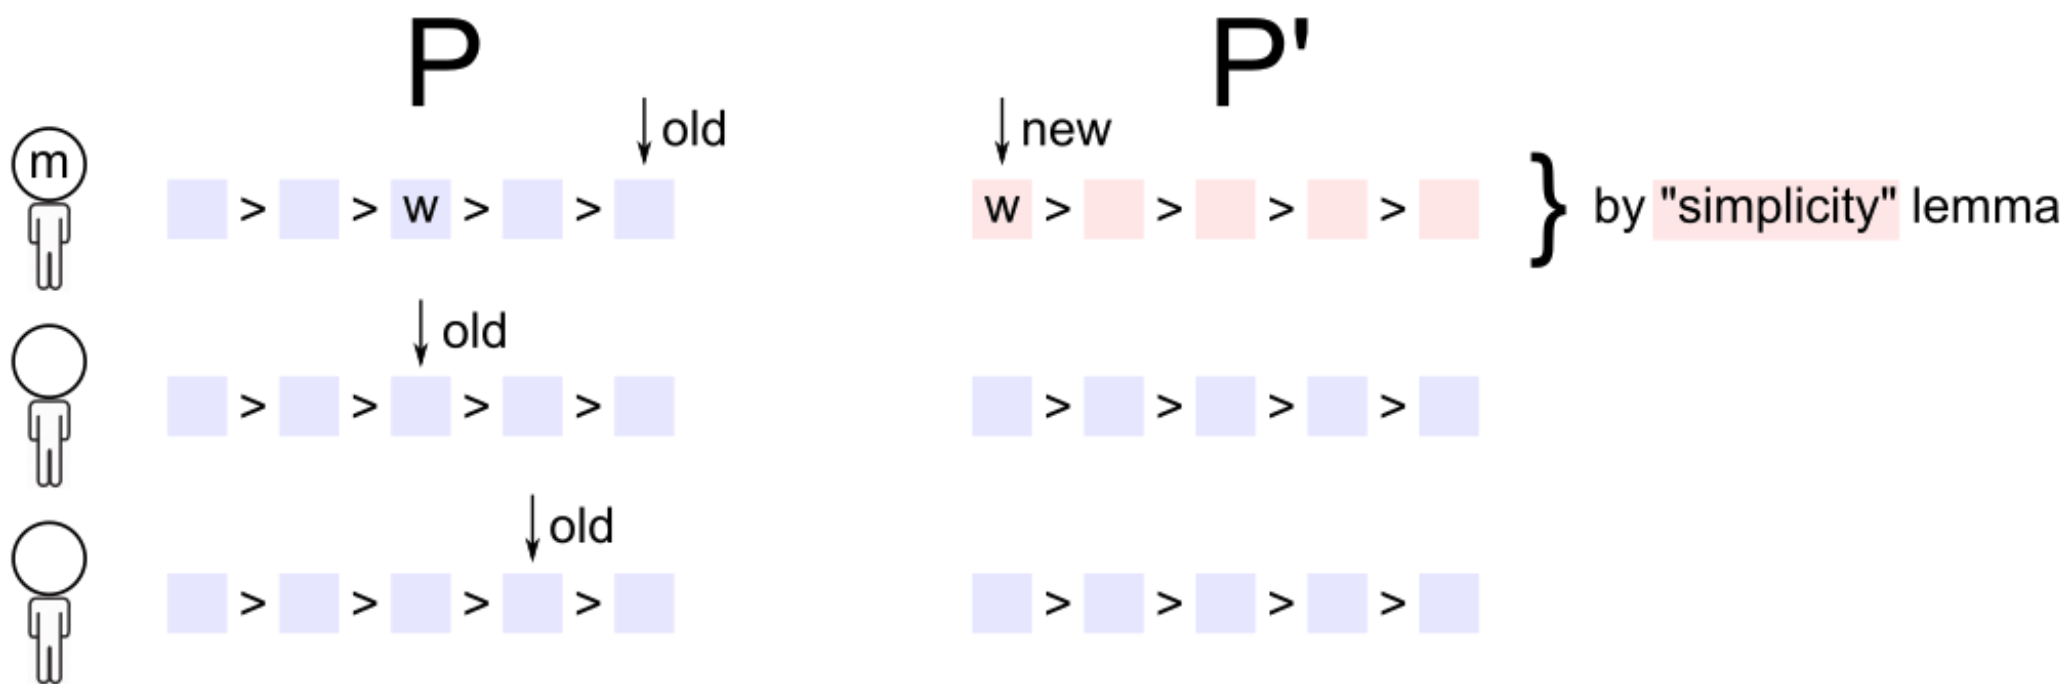 P P'
old new
m > > w > > w > > > > } by "simplicity" lemma
old
> > > > > > > >
old
> > > > > > > >